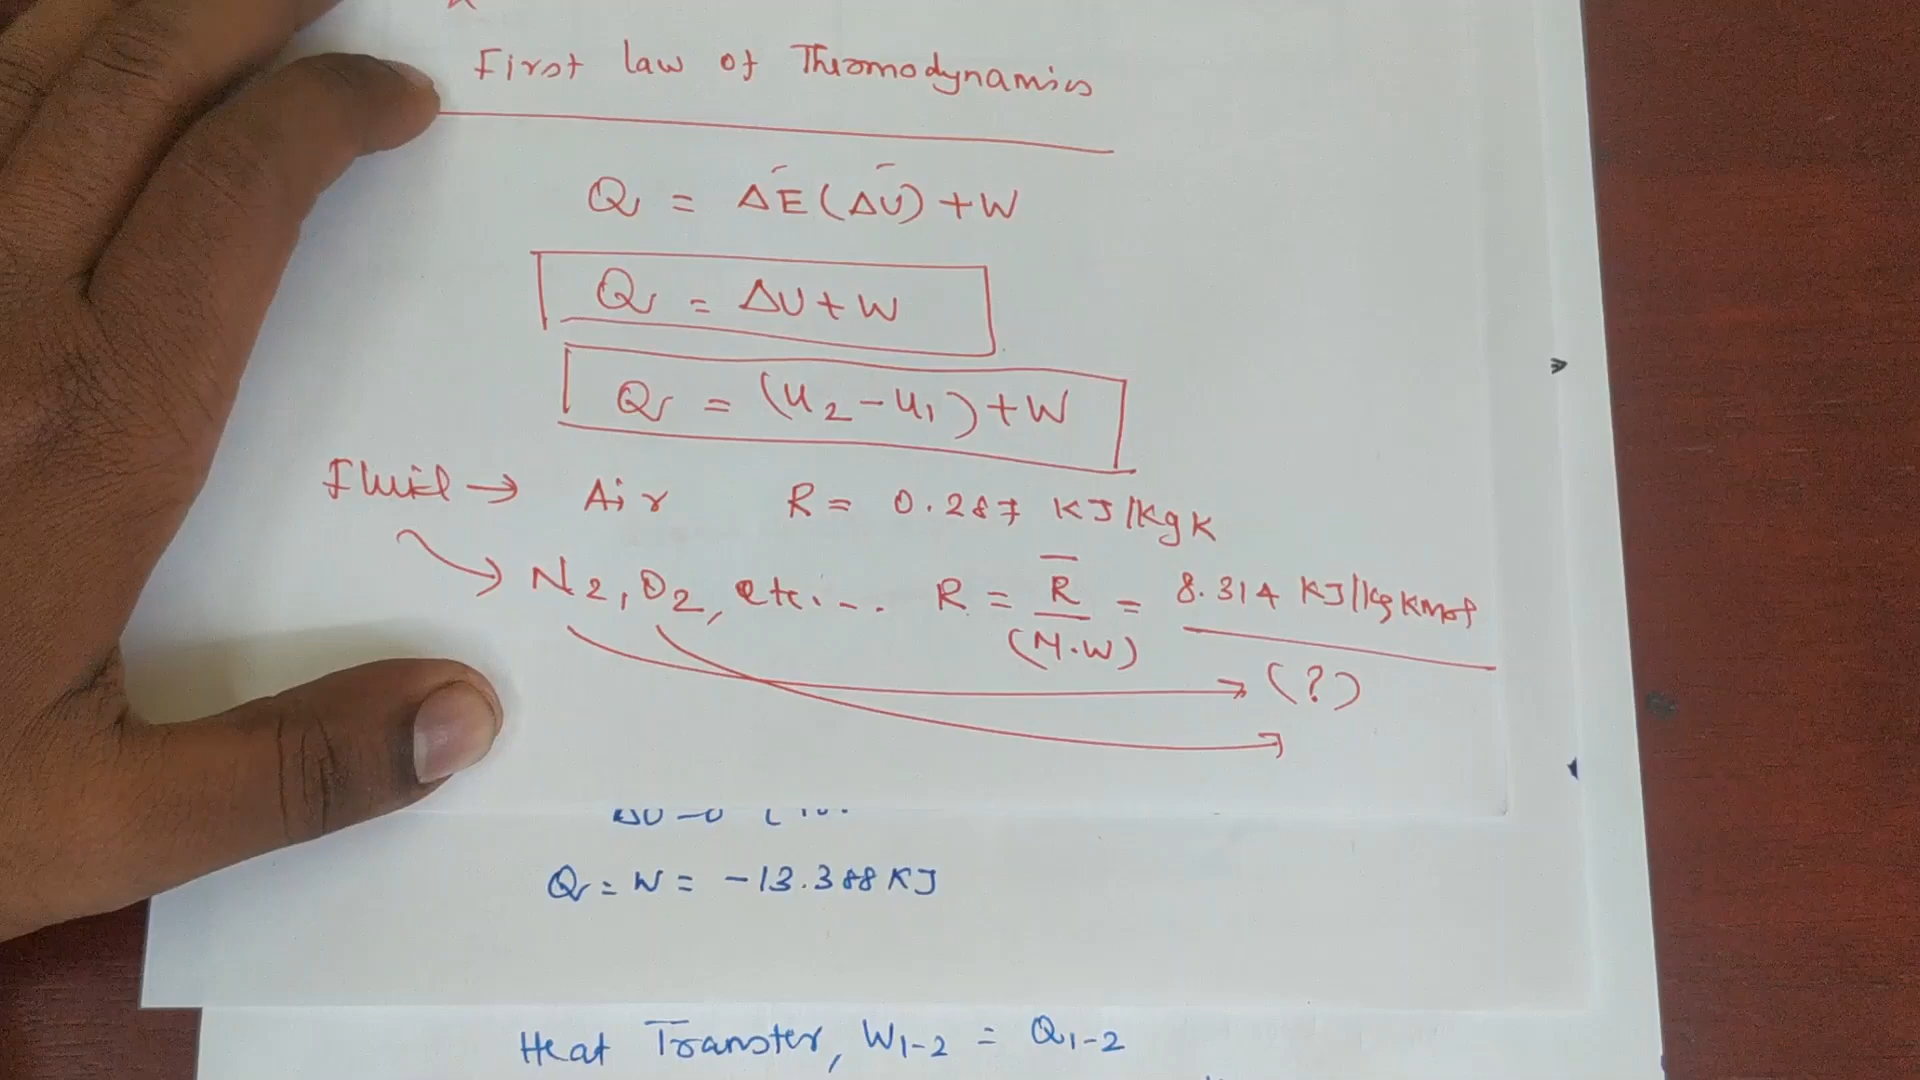 First law of Thermodynamics
Q = ΔE (ΔU) + W
Q = ΔU + W
Q = (U2 - U1) + W
Fluid → Air R = 0.287 KJ/kg K
N2, O2, etc... R = R̅ / (M.W) = 8.314 KJ/kg Kmol / (?)
Q = W = -13.388 KJ
Heat Transfer, W1-2 = Q1-2